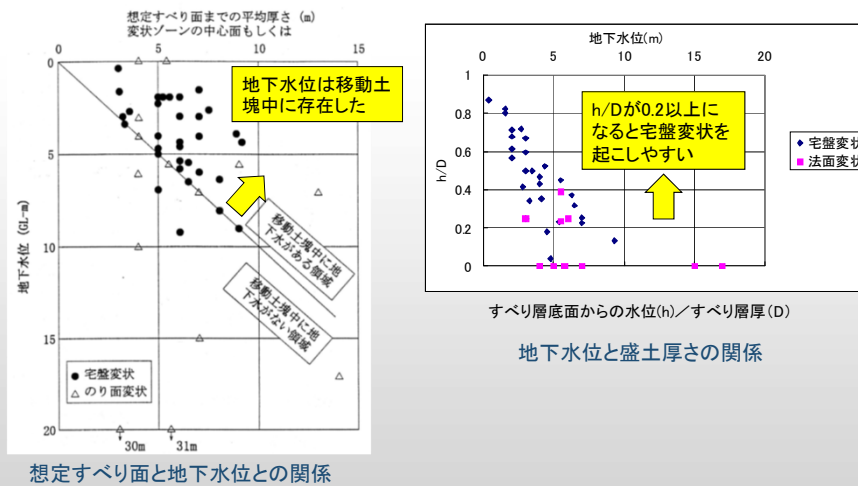 想定すべり面までの平均厚さ (m)
変状ゾーンの中心面もしくは
0 5 10 15
0
5
10
15
20
地下水位 (GL-m)
地下水位は移動土
塊中に存在した
移動土塊中に地
下水がある領域
移動土塊中に地
下水がない領域
● 宅盤変状
△ のり面変状
30m 31m
想定すべり面と地下水位との関係
地下水位(m)
0 5 10 15 20
1
0.8
0.6
0.4
0.2
0
h/D
h/Dが0.2以上に
なると宅盤変状を
起こしやすい
宅盤変状
法面変状
すべり層底面からの水位(h)/すべり層厚(D)
地下水位と盛土厚さの関係